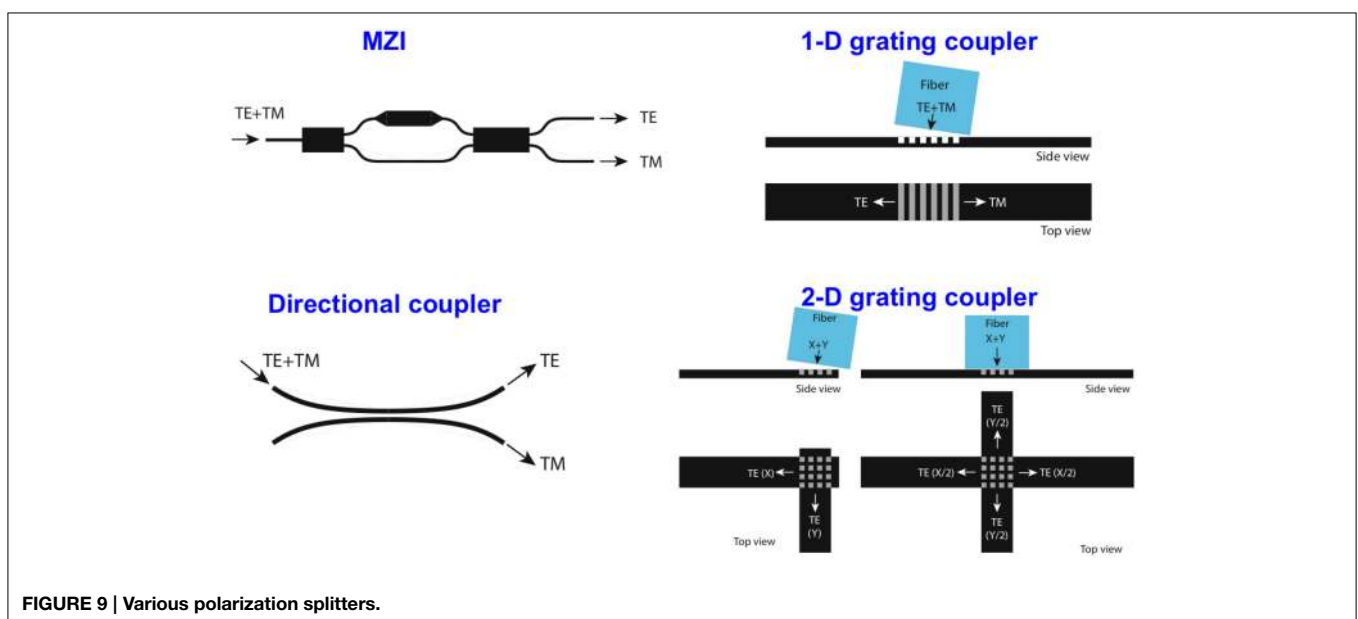 MZI
TE+TM
TE
TM
1-D grating coupler
Fiber
TE+TM
Side view
TE
TM
Top view
Directional coupler
TE+TM
TE
TM
2-D grating coupler
Fiber
X+Y
Side view
TE (X)
TE
(Y)
Top view
Fiber
X+Y
Side view
TE
(Y/2)
TE (X/2)
TE (X/2)
TE
(Y/2)
Top view
FIGURE 9 | Various polarization splitters.